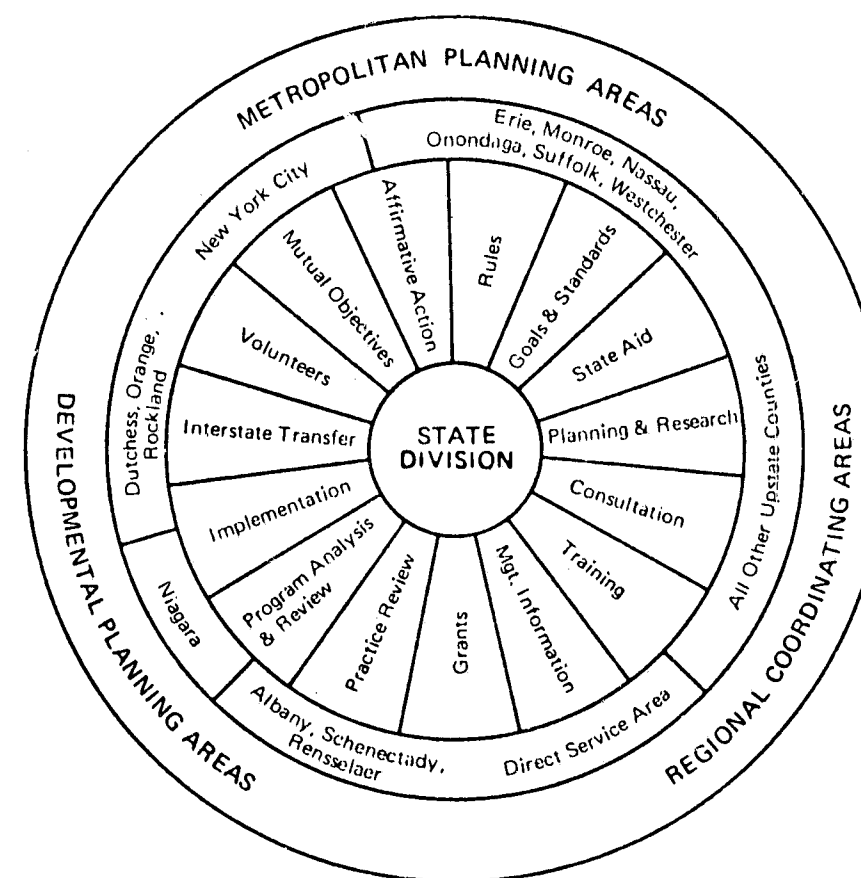 METROPOLITAN PLANNING AREAS
Erie, Monroe, Nassau,
Onondaga, Suffolk, Westchester
New York City
Dutchess, Orange,
Rockland
Niagara
Albany, Schenectady,
Rensselaer
Direct Service Area
All Other Upstate Counties
DEVELOPMENTAL PLANNING AREAS
REGIONAL COORDINATING AREAS
Affirmative Action
Rules
Goals & Standards
State Aid
Planning & Research
Consultation
Training
Mgt. Information
Grants
Practice Review
Program Analysis
& Review
Implementation
Interstate Transfer
Volunteers
Mutual Objectives
STATE
DIVISION